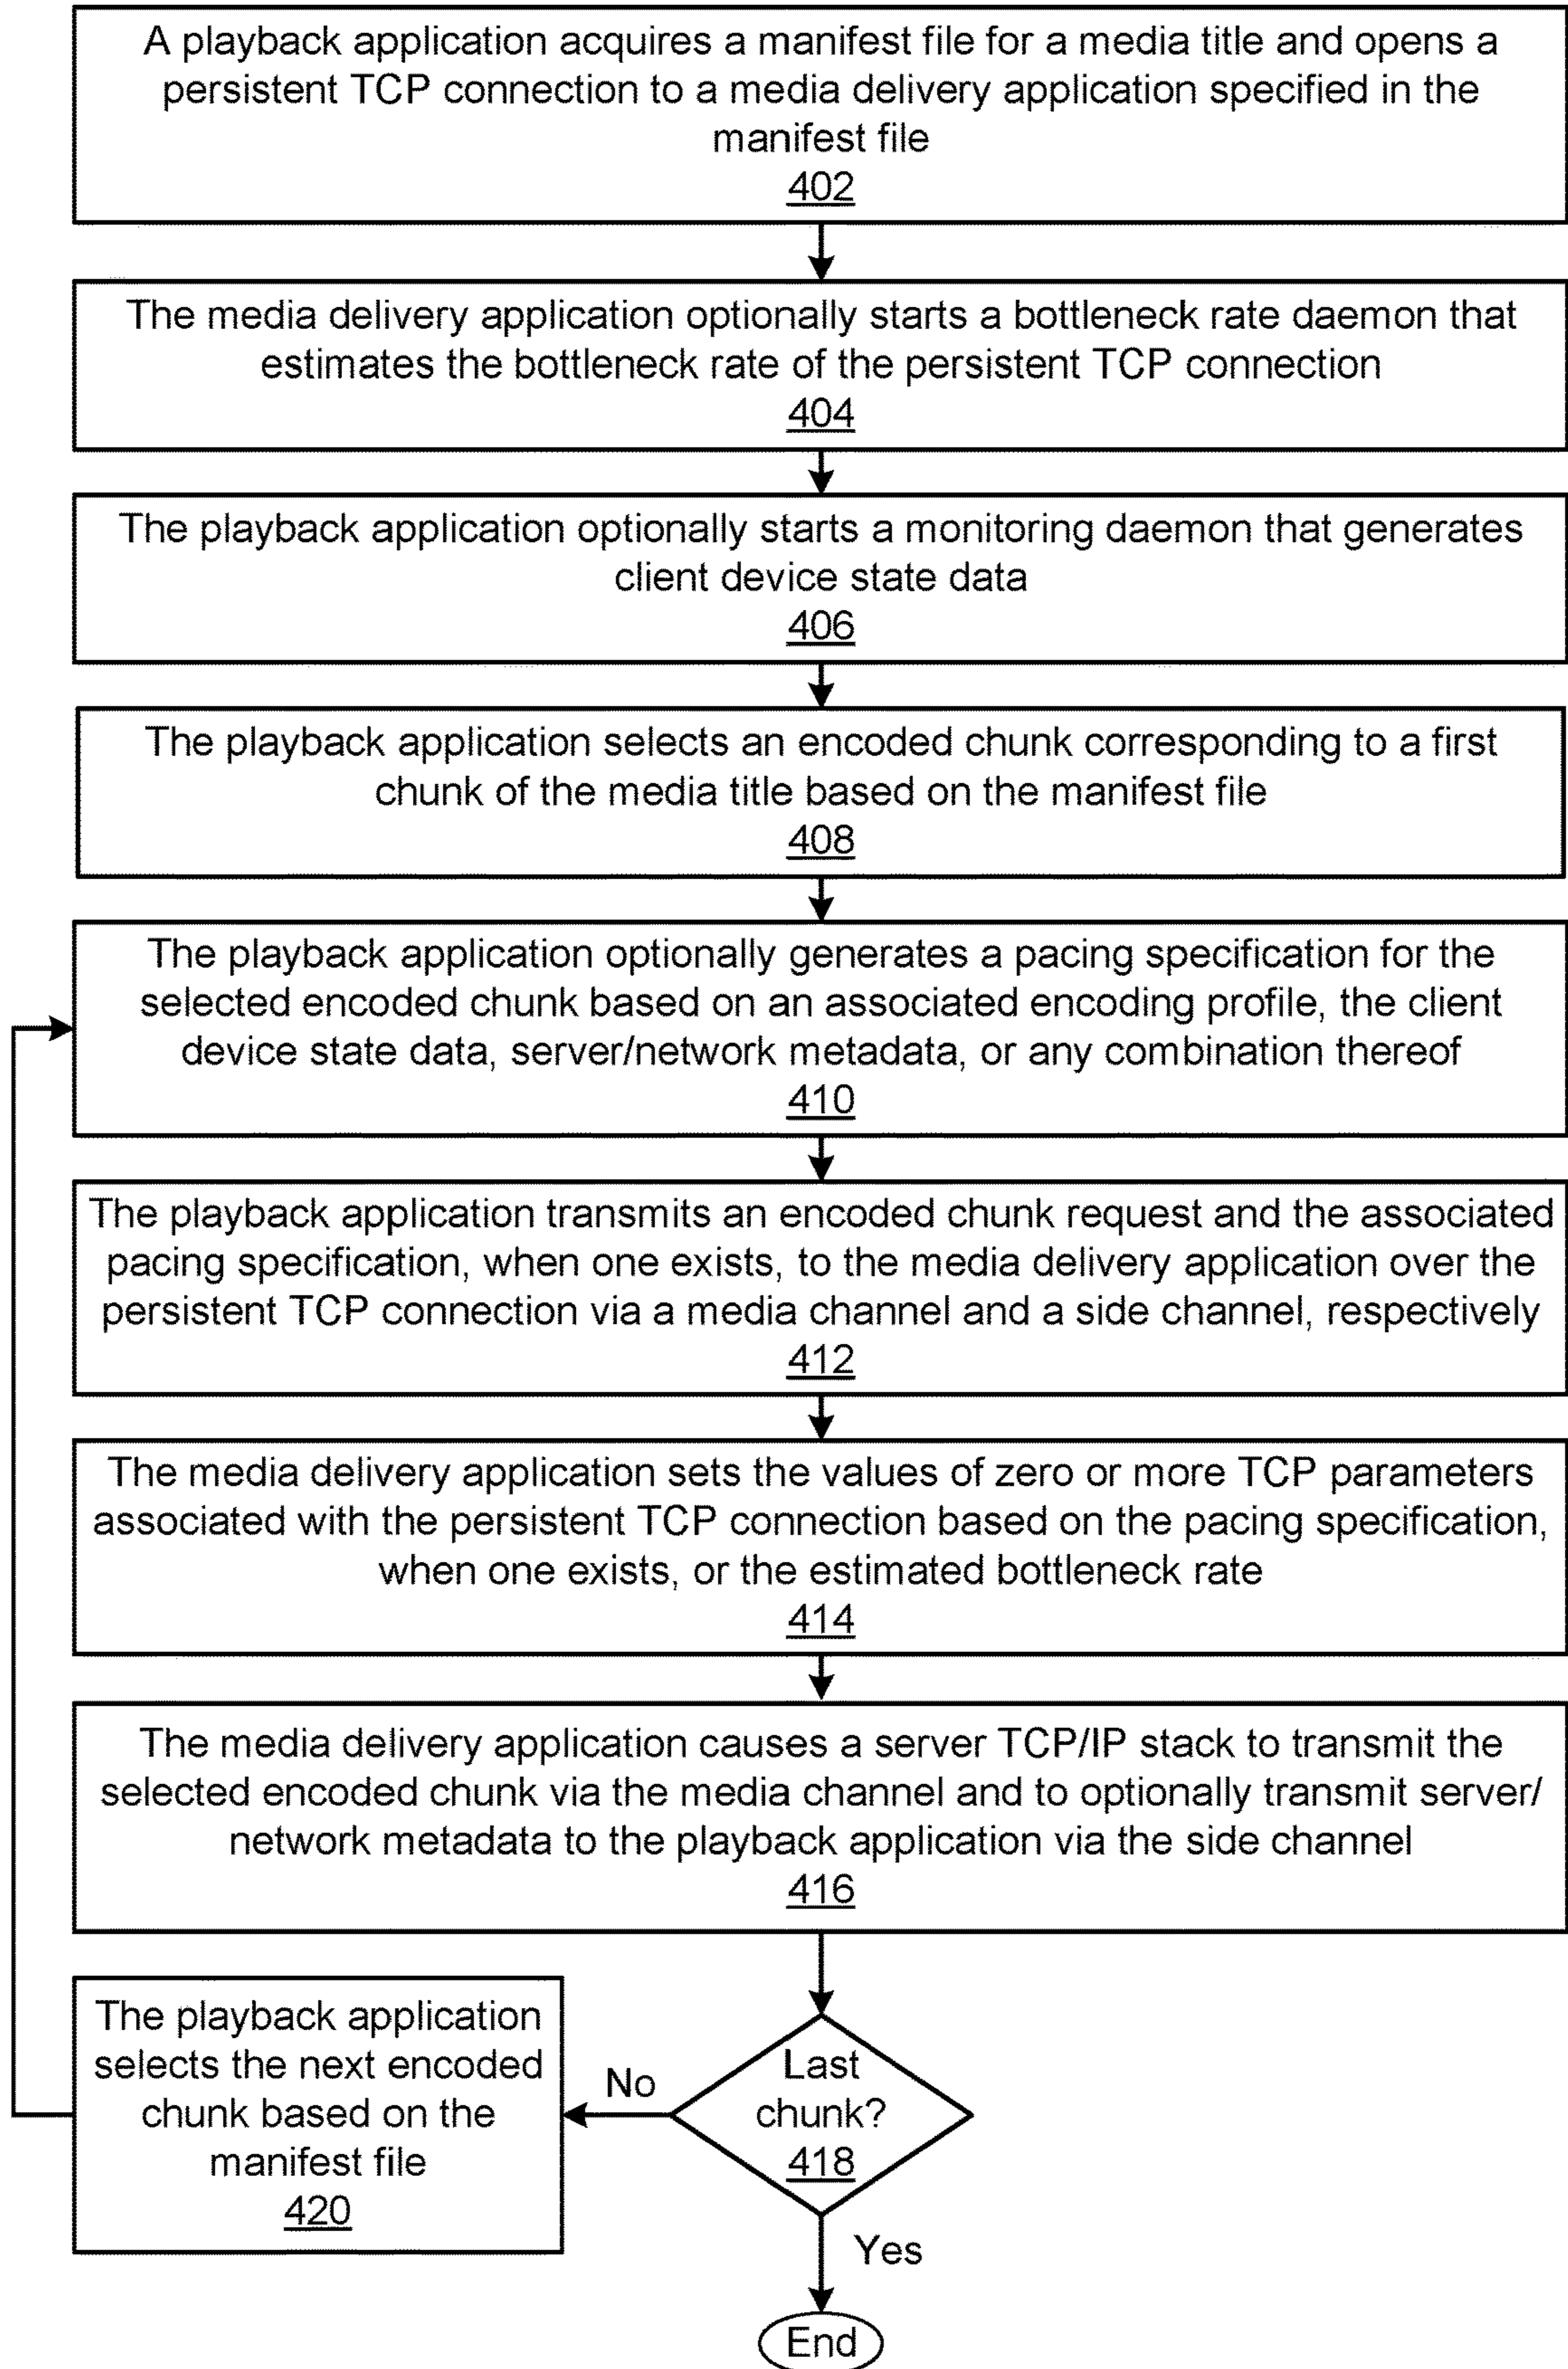 A playback application acquires a manifest file for a media title and opens a
persistent TCP connection to a media delivery application specified in the
manifest file
402
The media delivery application optionally starts a bottleneck rate daemon that
estimates the bottleneck rate of the persistent TCP connection
404
The playback application optionally starts a monitoring daemon that generates
client device state data
406
The playback application selects an encoded chunk corresponding to a first
chunk of the media title based on the manifest file
408
The playback application optionally generates a pacing specification for the
selected encoded chunk based on an associated encoding profile, the client
device state data, server/network metadata, or any combination thereof
410
The playback application transmits an encoded chunk request and the associated
pacing specification, when one exists, to the media delivery application over the
persistent TCP connection via a media channel and a side channel, respectively
412
The media delivery application sets the values of zero or more TCP parameters
associated with the persistent TCP connection based on the pacing specification,
when one exists, or the estimated bottleneck rate
414
The media delivery application causes a server TCP/IP stack to transmit the
selected encoded chunk via the media channel and to optionally transmit server/
network metadata to the playback application via the side channel
416
Last
chunk?
418
No
The playback application
selects the next encoded
chunk based on the
manifest file
420
Yes
End